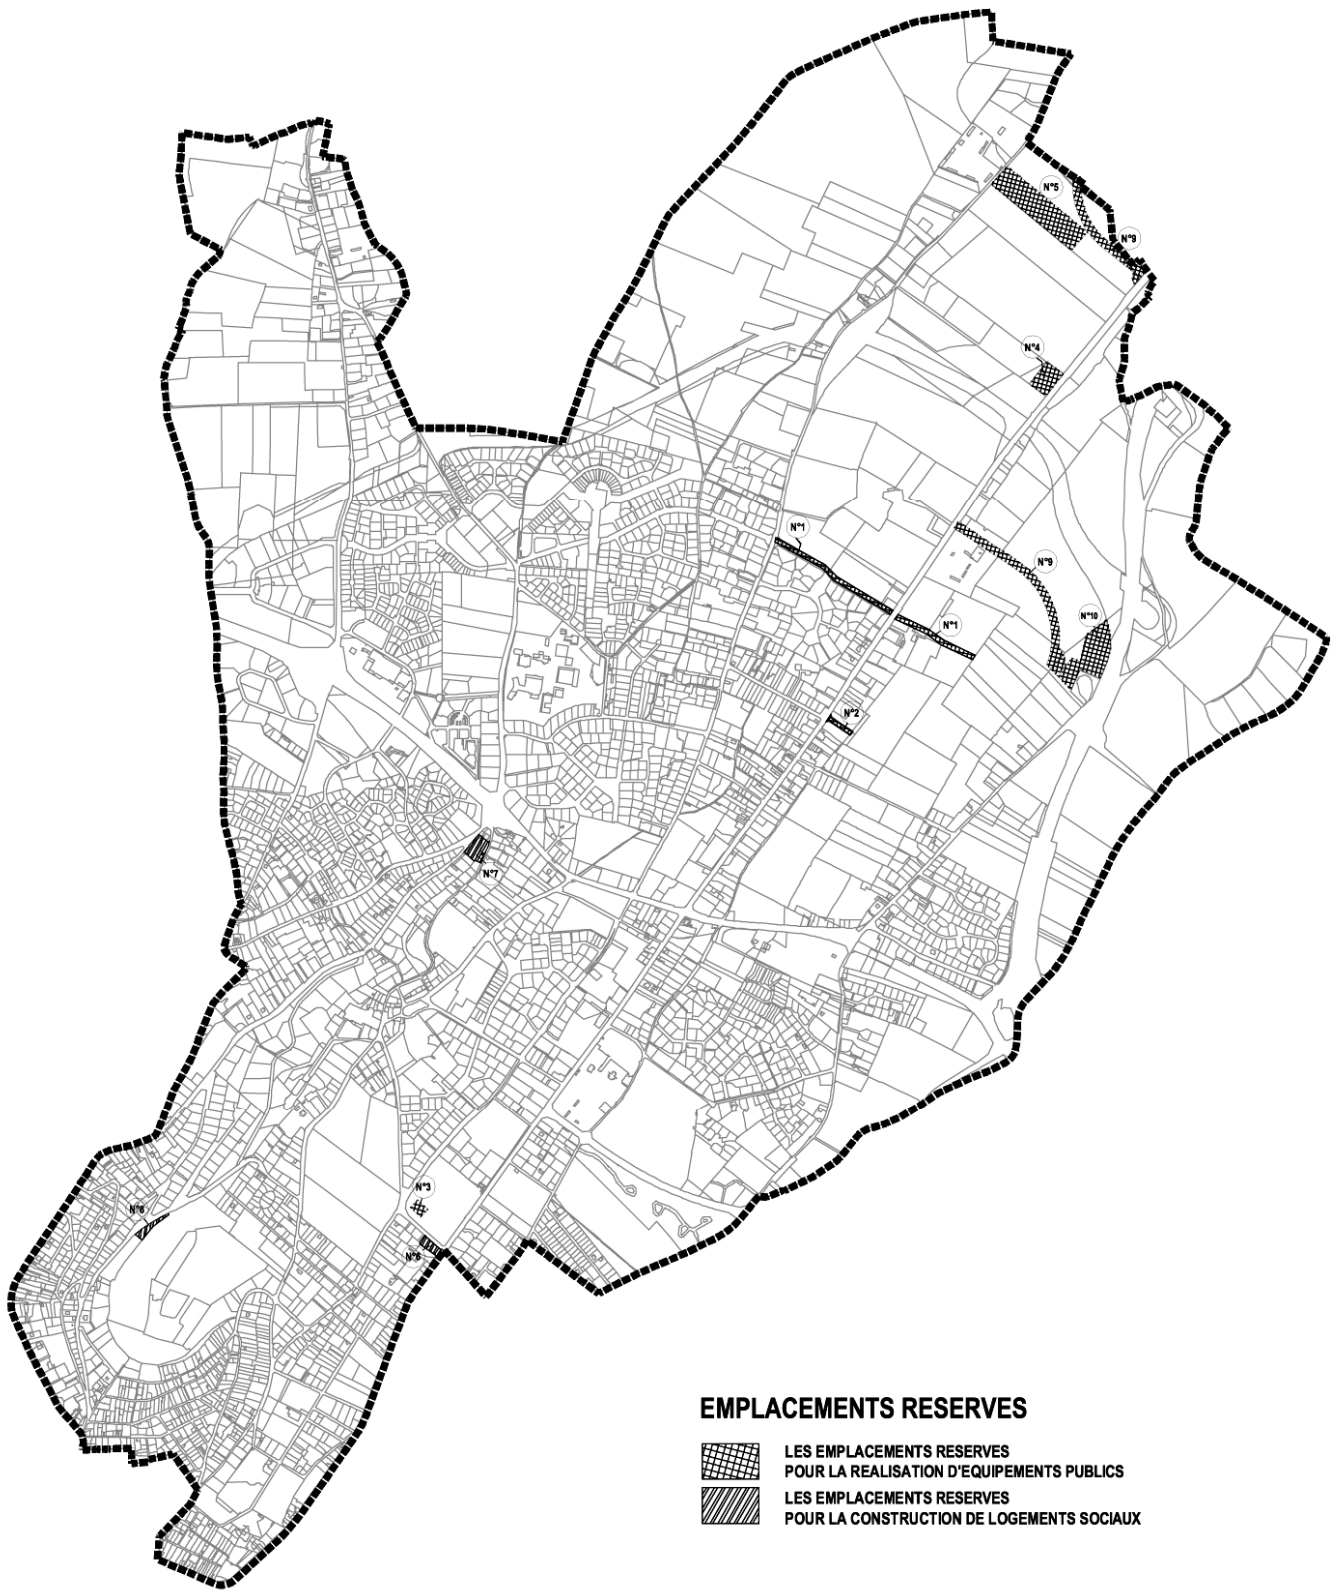 N°5
N°9
N°4
N°1
N°9
N°10
N°1
N°2
N°7
N°3
N°8
N°6
EMPLACEMENTS RESERVES
LES EMPLACEMENTS RESERVES
POUR LA REALISATION D'EQUIPEMENTS PUBLICS
LES EMPLACEMENTS RESERVES
POUR LA CONSTRUCTION DE LOGEMENTS SOCIAUX